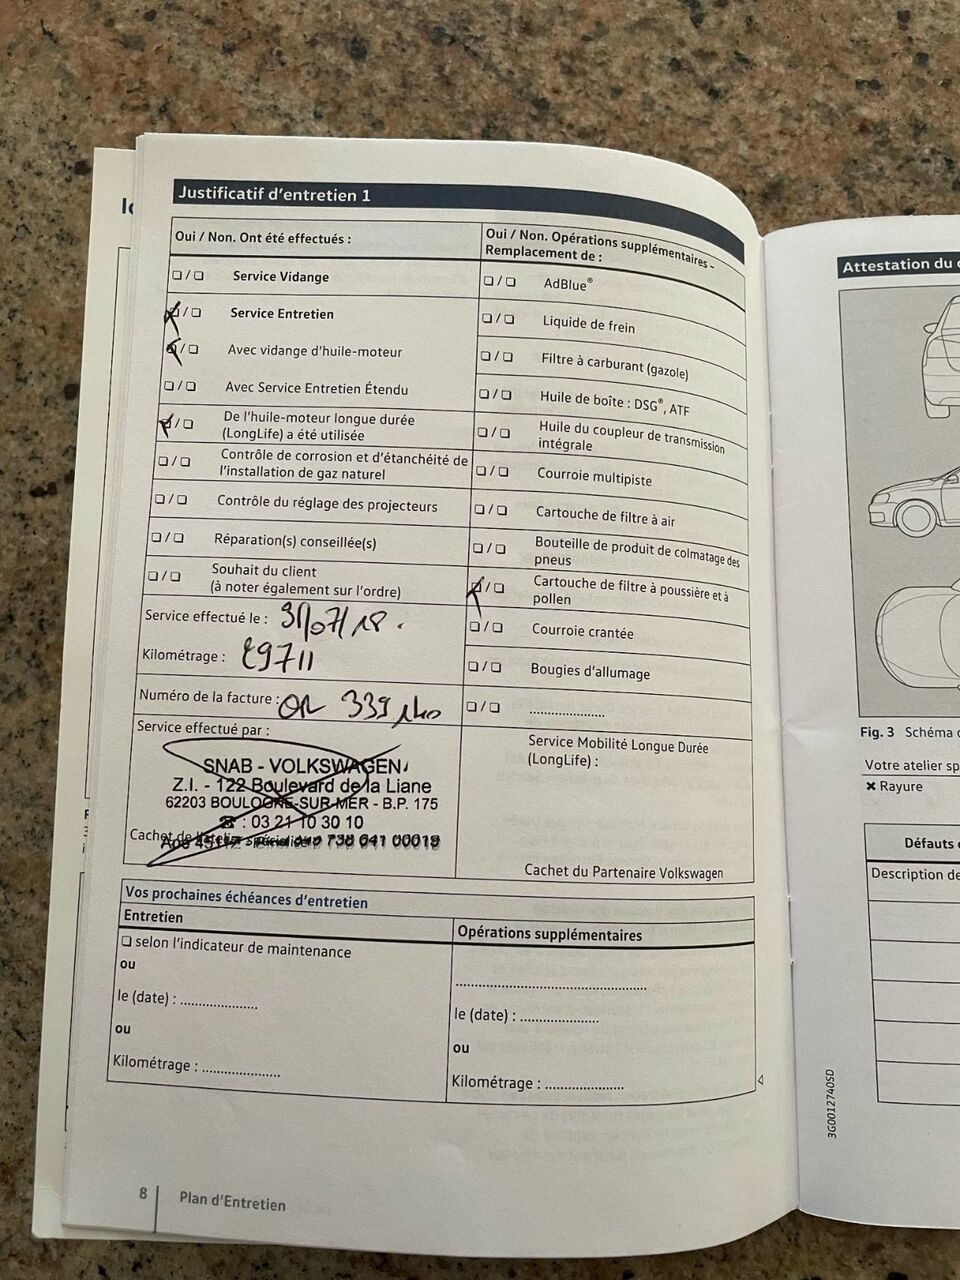 Justificatif d'entretien 1
Oui / Non. Ont été effectués :
Service Vidange
Service Entretien
Avec vidange d'huile-moteur
Avec Service Entretien Étendu
De l'huile-moteur longue durée
(LongLife) a été utilisée
Contrôle de corrosion et d'étanchéité de
l'installation de gaz naturel
Contrôle du réglage des projecteurs
Réparation(s) conseillée(s)
Souhait du client
(à noter également sur l'ordre)
Service effectué le : 31/07/18.
Kilométrage : 29711
Numéro de la facture : OR 339
Service effectué par :
SNAB - VOLKSWAGEN
Z.I. - 122 Boulevard de la Liane
62203 BOULOGNE-SUR-MER - B.P. 175
☎ : 03 21 10 30 10
Cachet de l'atelier spécialisé
738 041 00019
Oui / Non. Opérations supplémentaires –
Remplacement de :
AdBlue®
Liquide de frein
Filtre à carburant (gazole)
Huile de boîte : DSG®, ATF
Huile du coupleur de transmission
intégrale
Courroie multipiste
Cartouche de filtre à air
Bouteille de produit de colmatage des
pneus
Cartouche de filtre à poussière et à
pollen
Courroie crantée
Bougies d'allumage
.....................
Service Mobilité Longue Durée
(LongLife) :
Cachet du Partenaire Volkswagen
Vos prochaines échéances d'entretien
Entretien
selon l'indicateur de maintenance
ou
le (date) : .....................
ou
Kilométrage : .....................
Opérations supplémentaires
.....................................................
le (date) : .....................
ou
Kilométrage : .....................
8
Plan d'Entretien
Attestation du
Fig. 3 Schéma
Votre atelier
✖ Rayure
Défauts
Description
3G0012740SD